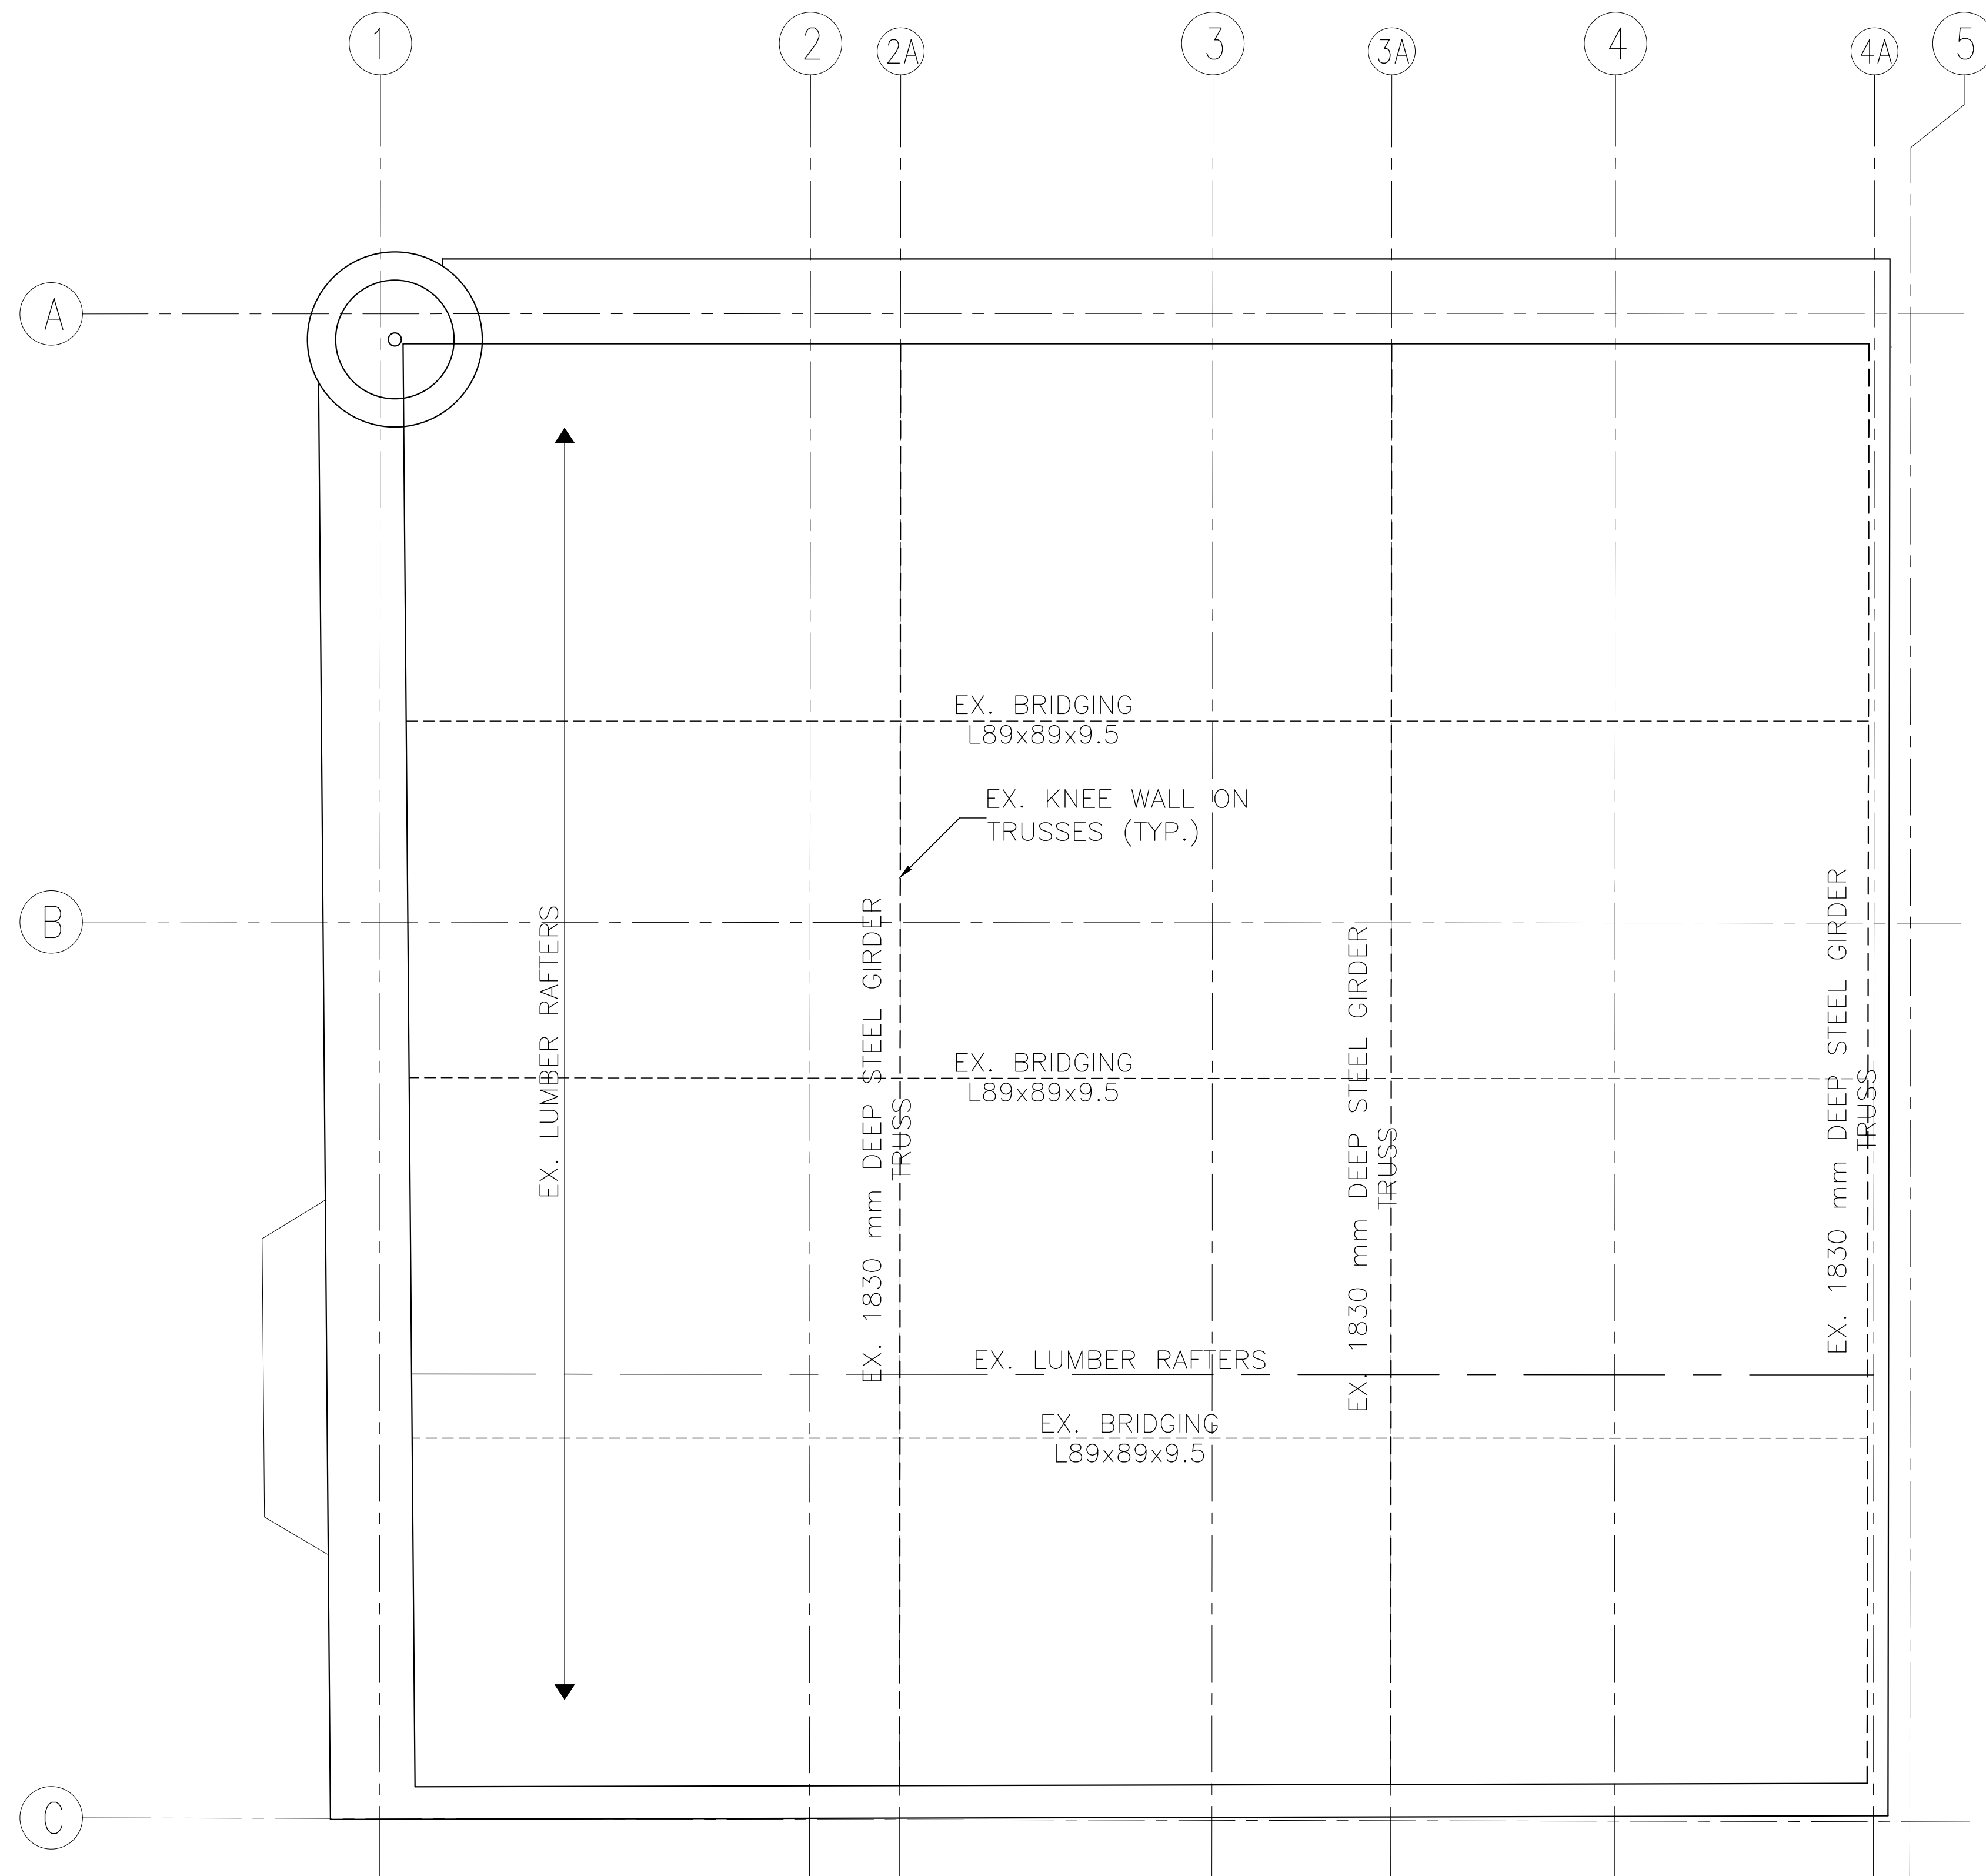 1
2
2A
3
3A
4
4A
5
A
EX. BRIDGING
L89x89x9.5
EX. KNEE WALL ON
TRUSSES (TYP.)
B
EX. LUMBER RAFTERS
EX. 1830 mm DEEP STEEL GIRDER
TRUSS
EX. 1830 mm DEEP STEEL GIRDER
TRUSS
EX. 1830 mm DEEP STEEL GIRDER
TRUSS
EX. BRIDGING
L89x89x9.5
EX. LUMBER RAFTERS
EX. BRIDGING
L89x89x9.5
C